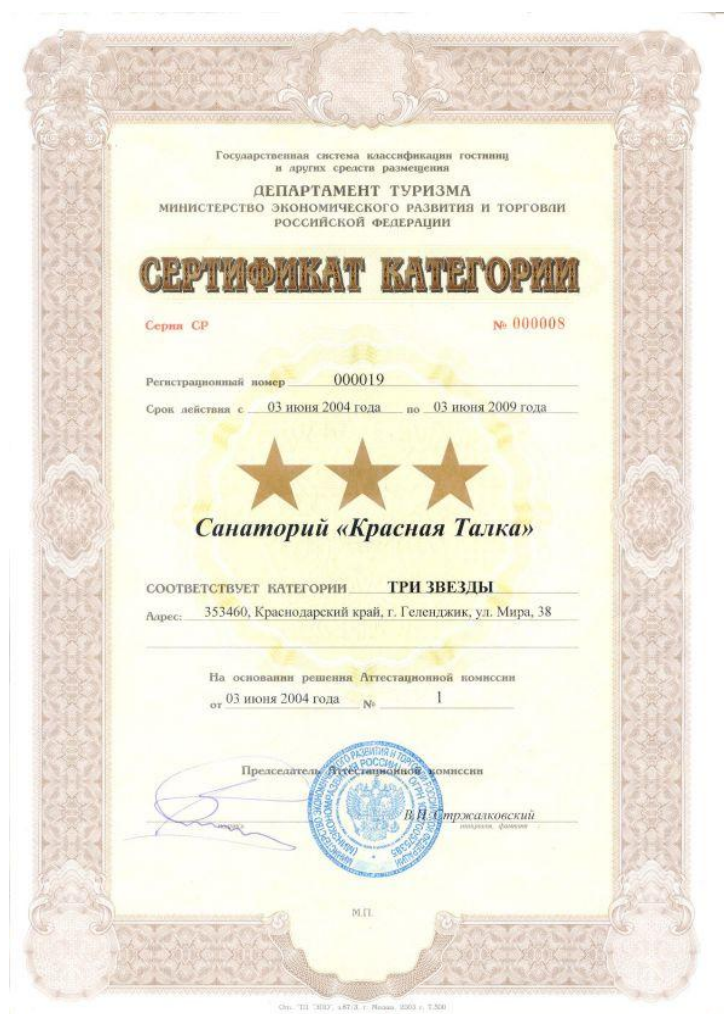 Государственная система классификации гостиниц
и других средств размещения
ДЕПАРТАМЕНТ ТУРИЗМА
МИНИСТЕРСТВО ЭКОНОМИЧЕСКОГО РАЗВИТИЯ И ТОРГОВЛИ
РОССИЙСКОЙ ФЕДЕРАЦИИ
СЕРТИФИКАТ КАТЕГОРИИ
Серия СР № 000008
Регистрационный номер 000019
Срок действия с 03 июня 2004 года по 03 июня 2009 года
Санаторий «Красная Талка»
СООТВЕТСТВУЕТ КАТЕГОРИИ ТРИ ЗВЕЗДЫ
Адрес: 353460, Краснодарский край, г. Геленджик, ул. Мира, 38
На основании решения Аттестационной комиссии
от 03 июня 2004 года № 1
Председатель Аттестационной комиссии
В.И. Стржалковский
М.П.